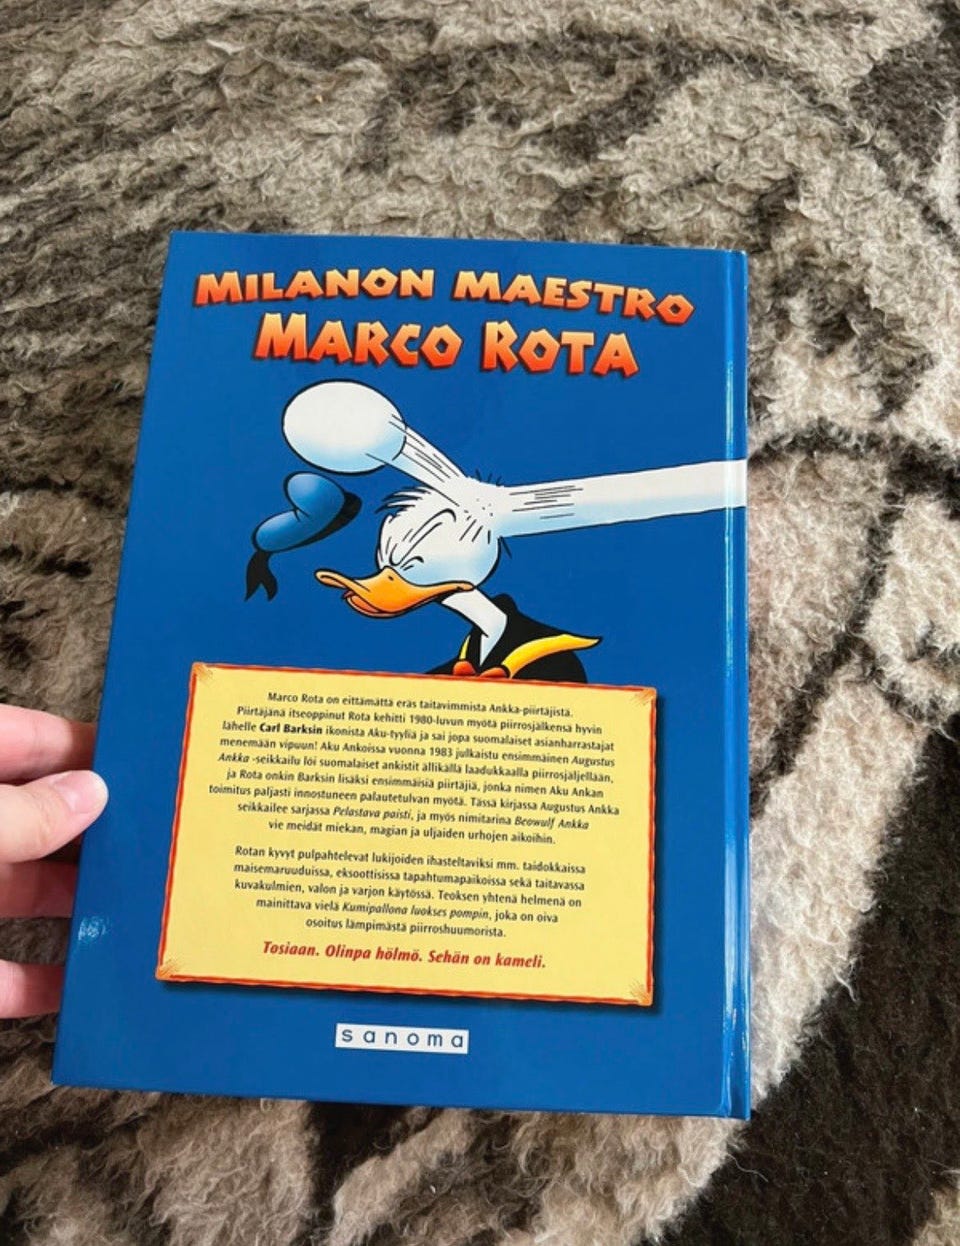 MILANON MAESTRO
MARCO ROTA
Marco Rota on eittämättä eräs taitavimmista Ankka-piirtäjistä.
Piirtäjänä itseoppinut Rota kehitti 1980-luvun myötä piirrosjälkensä hyvin
lähelle Carl Barksin ikonista Aku-tyyliä ja sai jopa suomalaiset asianharrastajat
menemään vipuun! Aku Ankoissa vuonna 1983 julkaistu ensimmäinen Augustus
Ankka -seikkailu löi suomalaiset ankistit ällikällä laadukkaalla piirrosjäljellään,
ja Rota onkin Barksin lisäksi ensimmäisiä piirtäjiä, jonka nimen Aku Ankan
toimitus paljasti innostuneen palautetulvan myötä. Tässä kirjassa Augustus Ankka
seikkailee sarjassa Pelastava paisti, ja myös nimitarina Beowulf Ankka
vie meidät miekan, magian ja uljaiden urhojen aikoihin.
Rotan kyvyt pulpahtelevat lukijoiden ihasteltaviksi mm. taidokkaissa
maisemaruuduissa, eksoottisissa tapahtumapaikoissa sekä taitavassa
kuvakulmien, valon ja varjon käytössä. Teoksen yhtenä helmenä on
mainittava vielä Kumipallona luokses pompin, joka on oiva
osoitus lämpimästä piirroshuumorista.
Tosiaan. Olinpa hölmö. Sehän on kameli.
sanoma